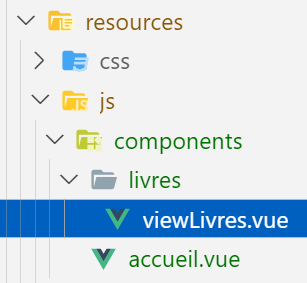 resources
css
js
components
livres
viewLivres.vue
accueil.vue